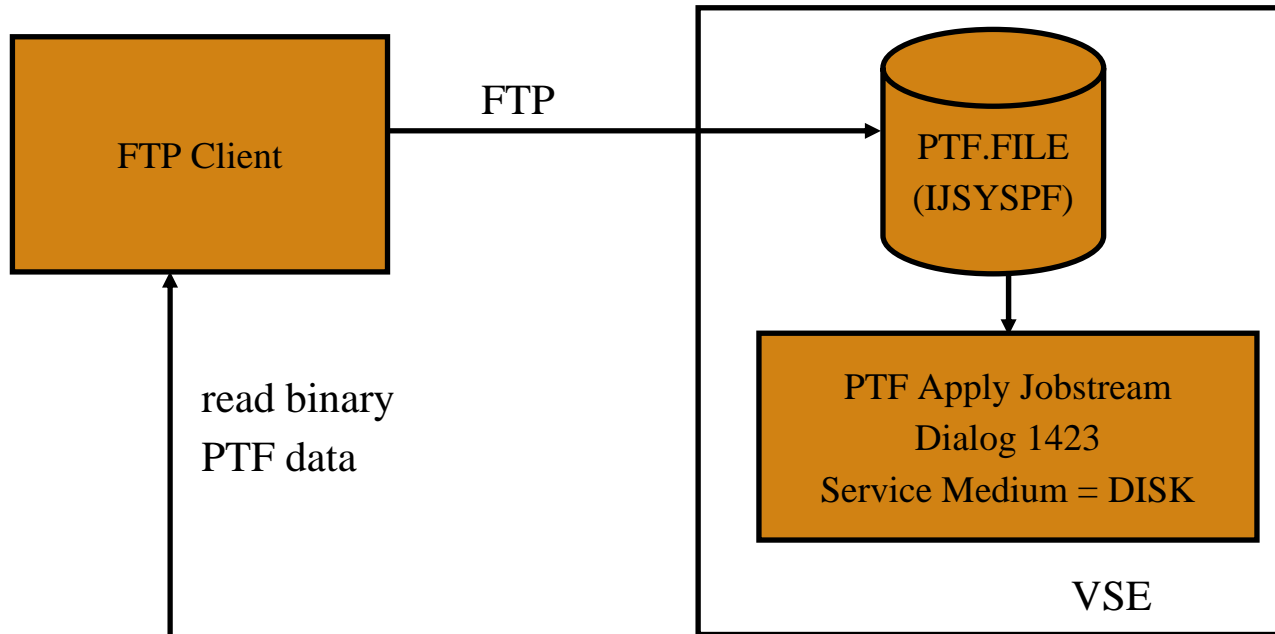 FTP Client
FTP
PTF.FILE
(IJSYSPF)
read binary
PTF data
PTF Apply Jobstream
Dialog 1423
Service Medium = DISK
VSE